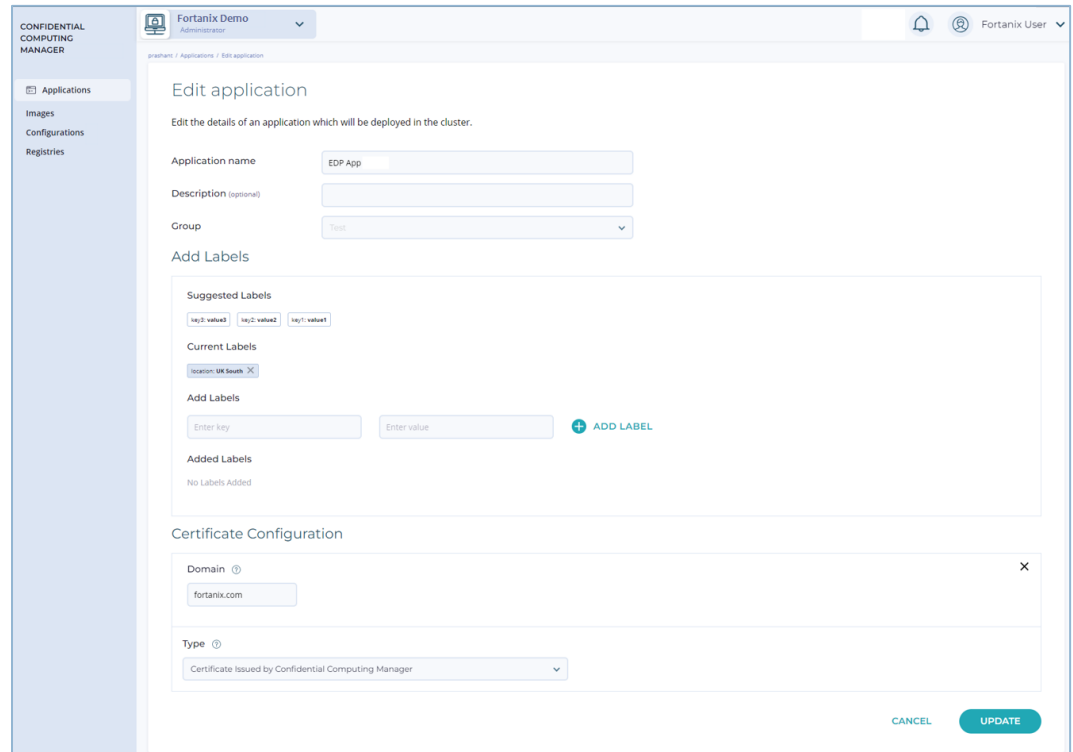 CONFIDENTIAL
COMPUTING
MANAGER
Applications
Images
Configurations
Registries
Fortanix Demo
Administrator
Fortanix User
prashant / Applications / Edit application
Edit application
Edit the details of an application which will be deployed in the cluster.
Application name
EDP App
Description (optional)
Group
Test
Add Labels
Suggested Labels
key3: value3 key2: value2 key1: value1
Current Labels
location: UK South
Add Labels
Enter key Enter value ADD LABEL
Added Labels
No Labels Added
Certificate Configuration
Domain
fortanix.com
Type
Certificate Issued by Confidential Computing Manager
CANCEL UPDATE